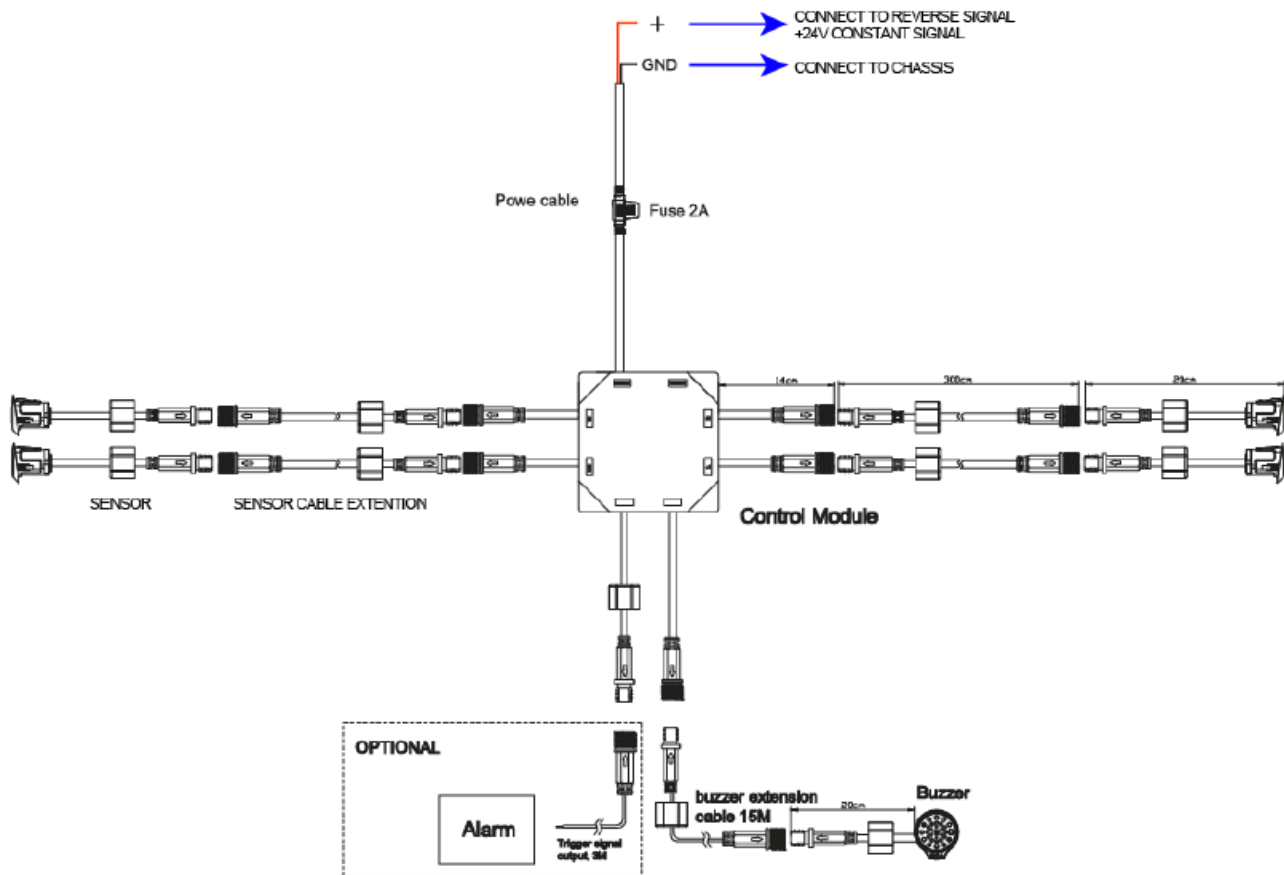 +
CONNECT TO REVERSE SIGNAL
+24V CONSTANT SIGNAL
GND
CONNECT TO CHASSIS
Powe cable
Fuse 2A
14cm
300cm
SENSOR
SENSOR CABLE EXTENTION
Control Module
OPTIONAL
Alarm
Trigger signal
output, 3M
buzzer extension
cable 15M
20cm
Buzzer